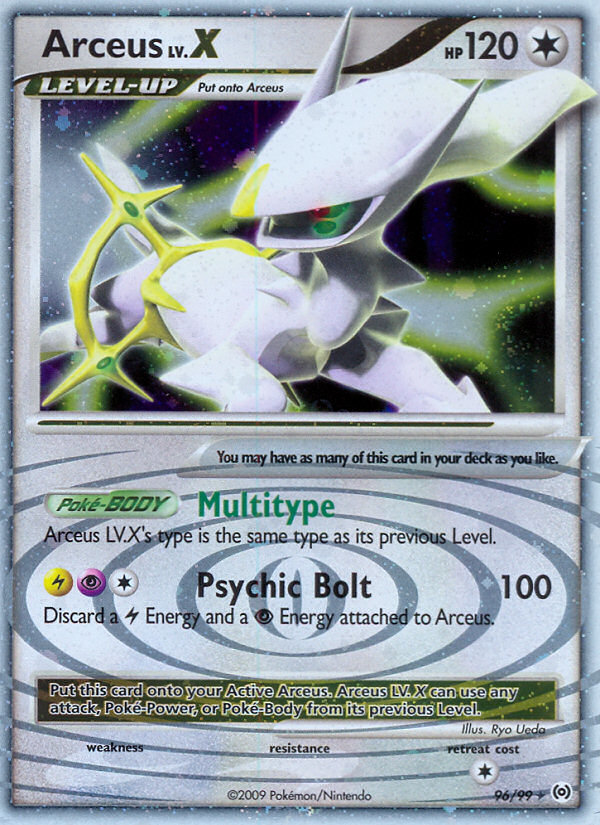 Arceus LV.X HP 120
LEVEL-UP Put onto Arceus
You may have as many of this card in your deck as you like.
Poké-BODY Multitype
Arceus LV.X's type is the same type as its previous Level.
Psychic Bolt 100
Discard a Energy and a Energy attached to Arceus.
Put this card onto your Active Arceus. Arceus LV. X can use any
attack, Poké-Power, or Poké-Body from its previous Level.
Illus. Ryo Ueda
weakness resistance retreat cost
©2009 Pokémon/Nintendo 96/99